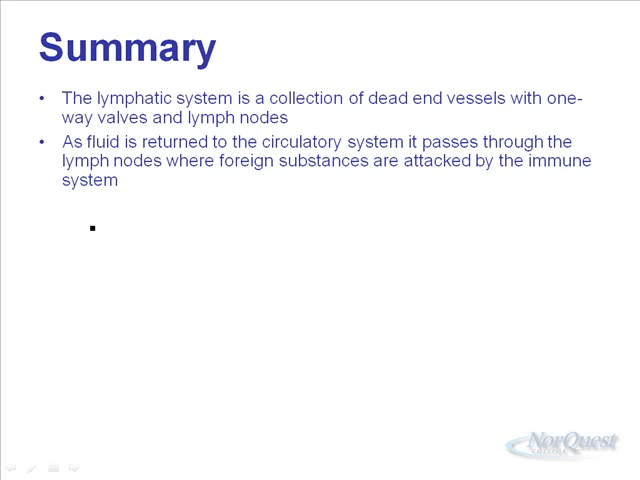 Summary
• The lymphatic system is a collection of dead end vessels with one-
way valves and lymph nodes
• As fluid is returned to the circulatory system it passes through the
lymph nodes where foreign substances are attacked by the immune
system
NorQuest
COLLEGE